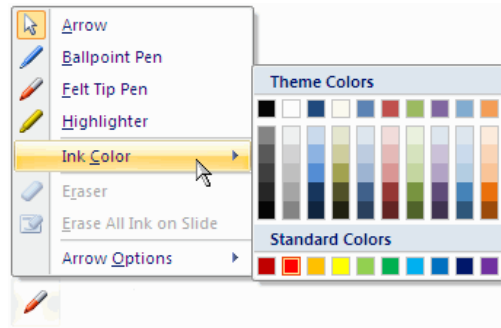 Arrow
Ballpoint Pen
Felt Tip Pen
Highlighter
Ink Color
Eraser
Erase All Ink on Slide
Arrow Options
Theme Colors
Standard Colors